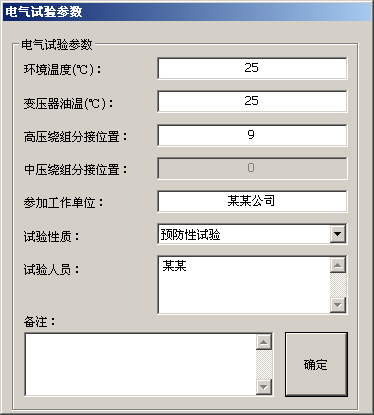 电气试验参数
电气试验参数
环境温度(℃)： 25
变压器油温(℃)： 25
高压绕组分接位置： 9
中压绕组分接位置： 0
参加工作单位： 某某公司
试验性质： 预防性试验
试验人员： 某某
备注：
确定